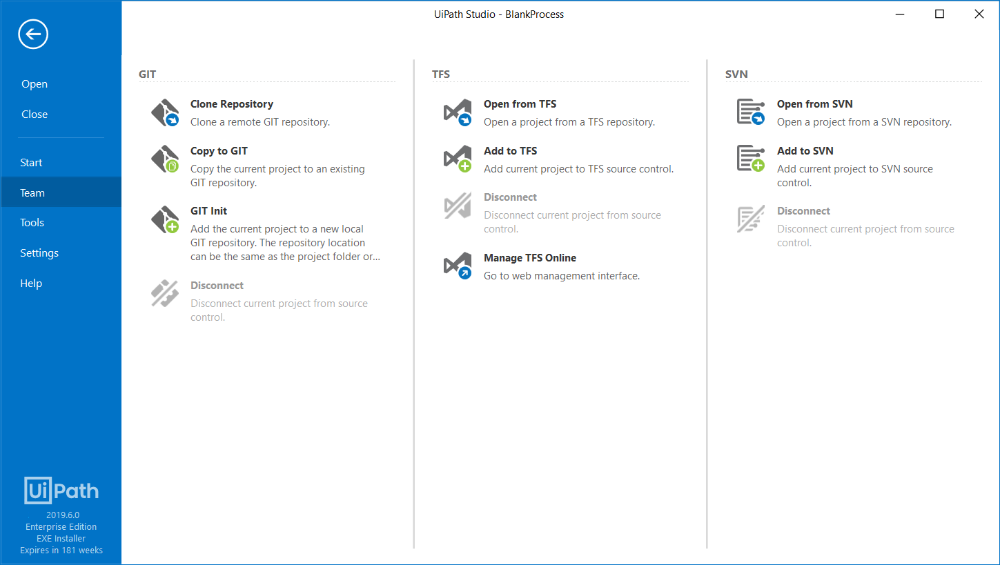 UiPath Studio - BlankProcess
Open
Close
Start
Team
Tools
Settings
Help
UiPath
2019.6.0
Enterprise Edition
EXE Installer
Expires in 181 weeks
GIT
Clone Repository
Clone a remote GIT repository.
Copy to GIT
Copy the current project to an existing
GIT repository.
GIT Init
Add the current project to a new local
GIT repository. The repository location
can be the same as the project folder or...
Disconnect
Disconnect current project from source
control.
TFS
Open from TFS
Open a project from a TFS repository.
Add to TFS
Add current project to TFS source control.
Disconnect
Disconnect current project from source
control.
Manage TFS Online
Go to web management interface.
SVN
Open from SVN
Open a project from a SVN repository.
Add to SVN
Add current project to SVN source
control.
Disconnect
Disconnect current project from source
control.